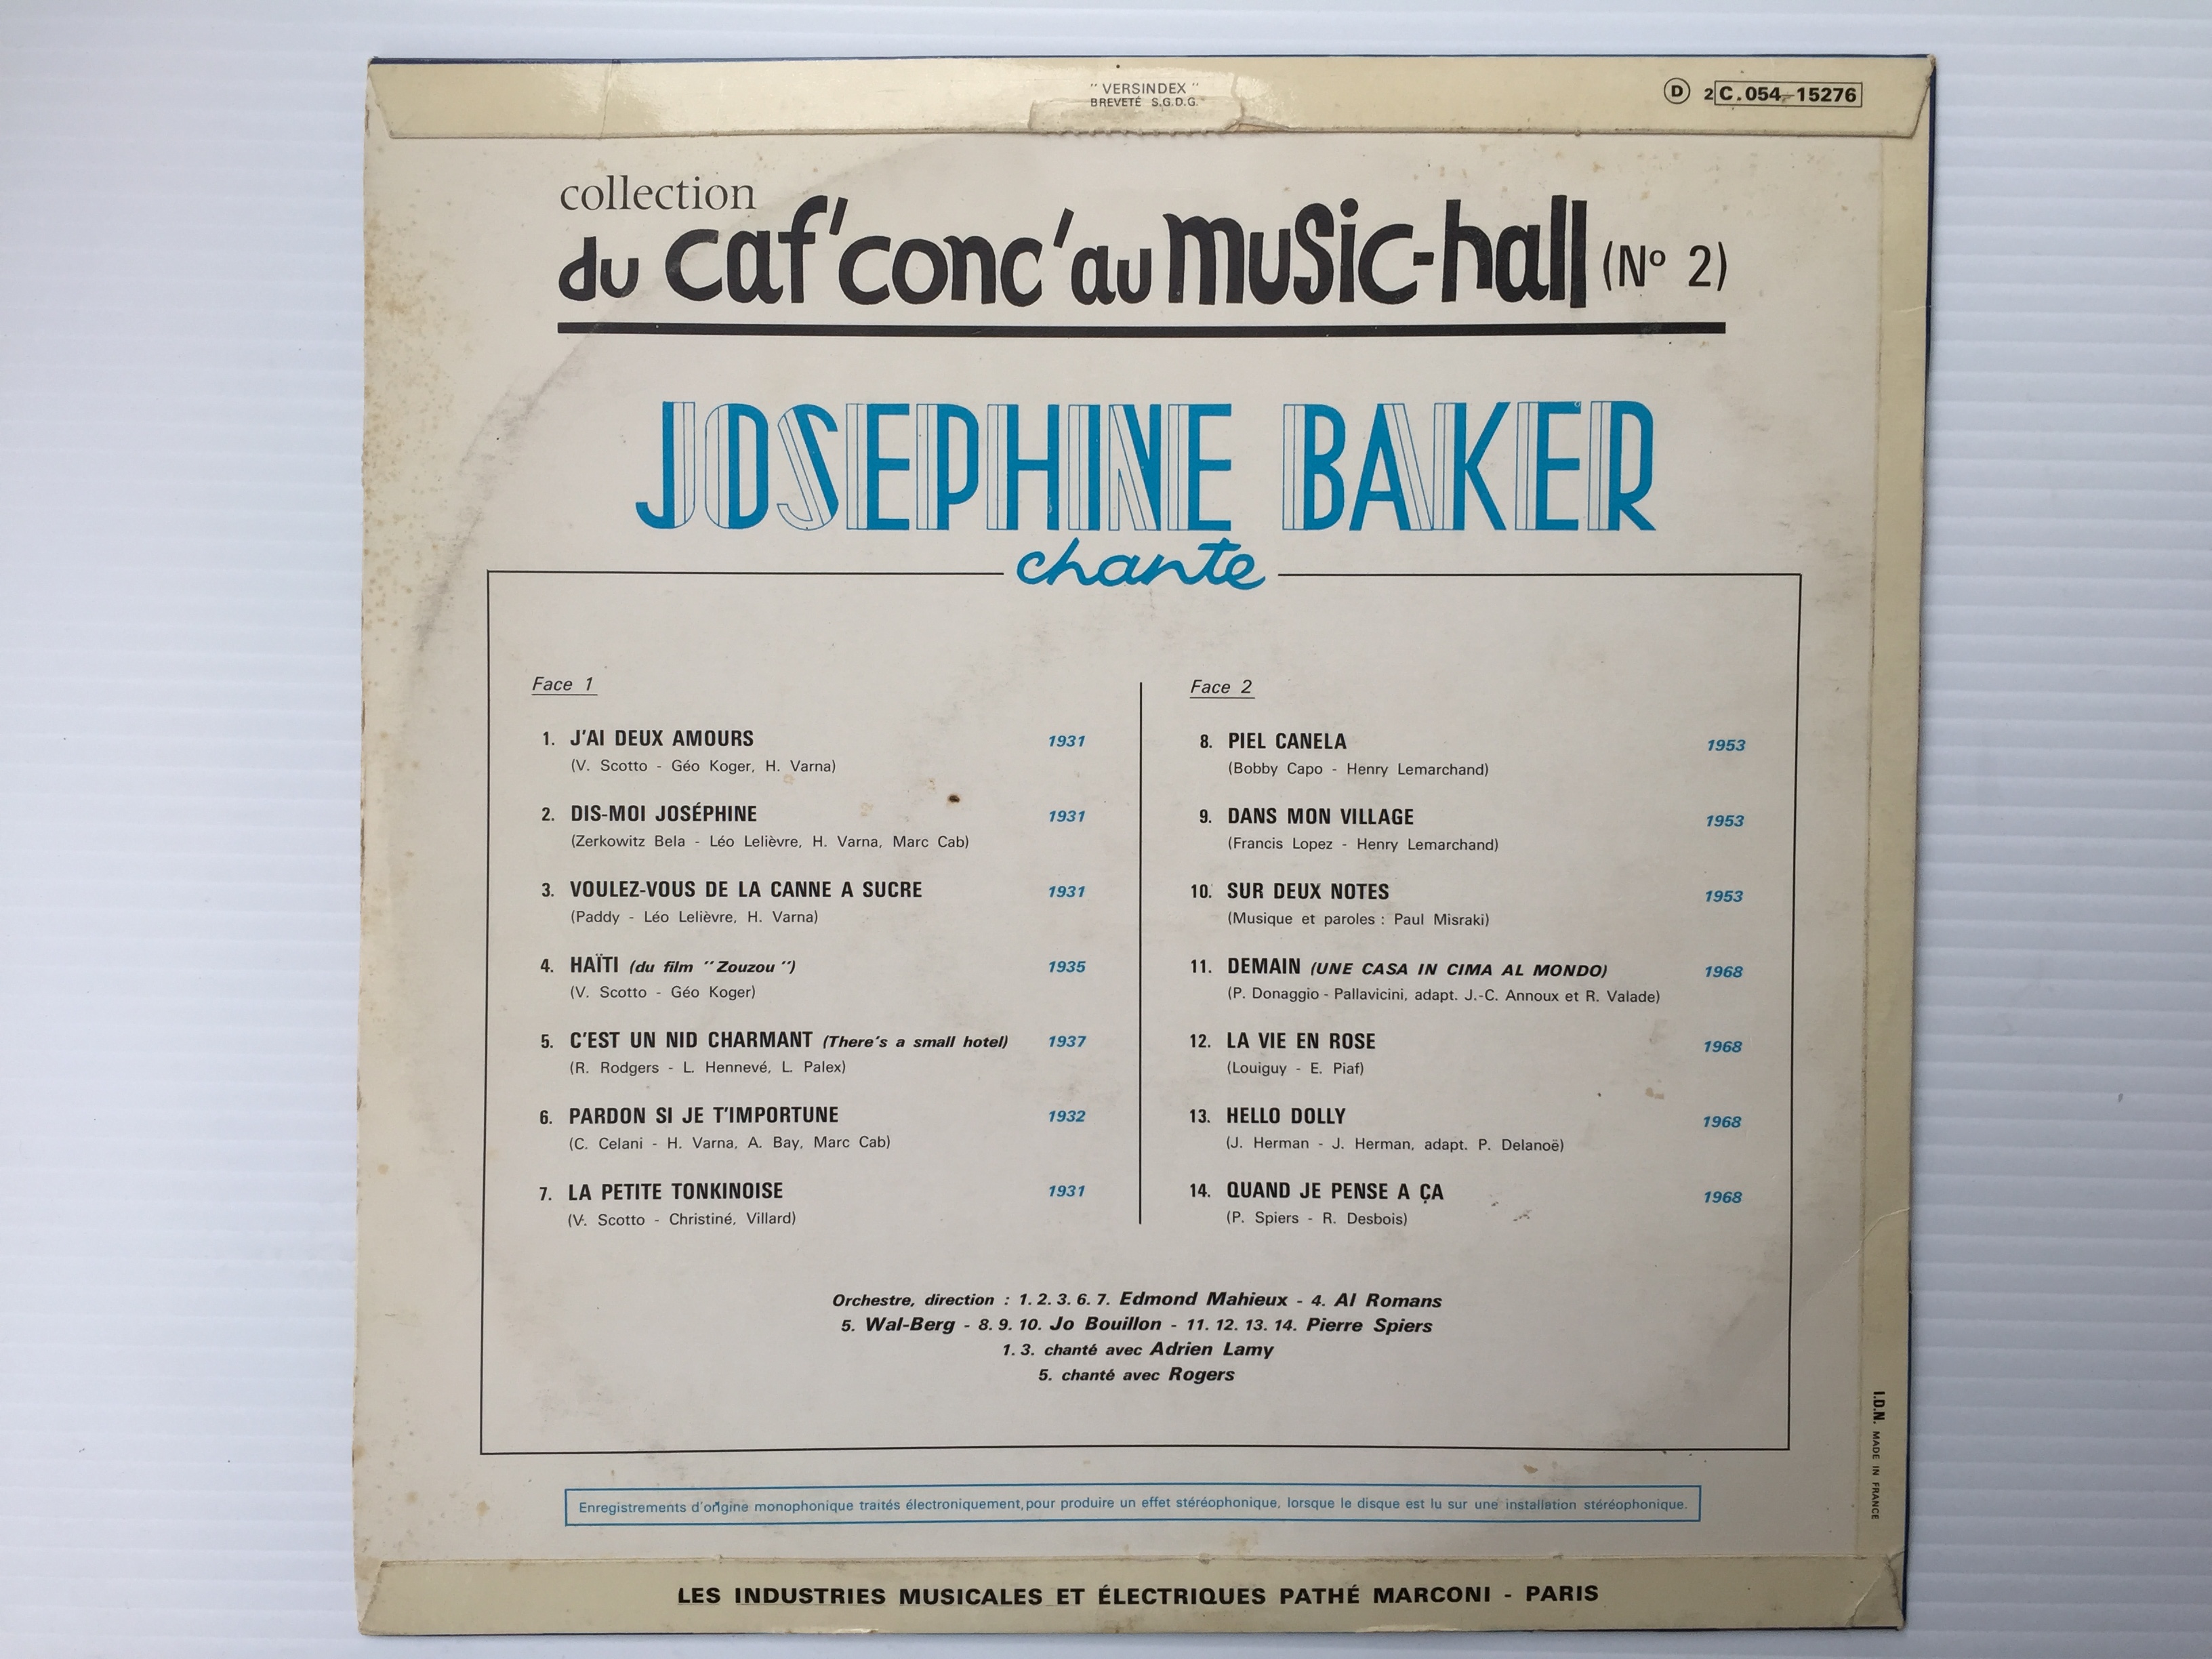 “ VERSINDEX ”
BREVETÉ S.G.D.G.
D 2 C.054-15276
collection
du caf'conc'au music-hall (Nº 2)
JOSEPHINE BAKER
chante
Face 1
1. J'AI DEUX AMOURS 1931
(V. Scotto - Géo Koger, H. Varna)
2. DIS-MOI JOSÉPHINE 1931
(Zerkowitz Bela - Léo Lelièvre, H. Varna, Marc Cab)
3. VOULEZ-VOUS DE LA CANNE A SUCRE 1931
(Paddy - Léo Lelièvre, H. Varna)
4. HAÏTI (du film “Zouzou”) 1935
(V. Scotto - Géo Koger)
5. C'EST UN NID CHARMANT (There's a small hotel) 1937
(R. Rodgers - L. Hennevé, L. Palex)
6. PARDON SI JE T'IMPORTUNE 1932
(C. Celani - H. Varna, A. Bay, Marc Cab)
7. LA PETITE TONKINOISE 1931
(V. Scotto - Christiné, Villard)
Face 2
8. PIEL CANELA 1953
(Bobby Capo - Henry Lemarchand)
9. DANS MON VILLAGE 1953
(Francis Lopez - Henry Lemarchand)
10. SUR DEUX NOTES 1953
(Musique et paroles : Paul Misraki)
11. DEMAIN (UNE CASA IN CIMA AL MONDO) 1968
(P. Donaggio - Pallavicini, adapt. J.-C. Annoux et R. Valade)
12. LA VIE EN ROSE 1968
(Louiguy - E. Piaf)
13. HELLO DOLLY 1968
(J. Herman - J. Herman, adapt. P. Delanoë)
14. QUAND JE PENSE A ÇA 1968
(P. Spiers - R. Desbois)
Orchestre, direction : 1. 2. 3. 6. 7. Edmond Mahieux - 4. Al Romans
5. Wal-Berg - 8. 9. 10. Jo Bouillon - 11. 12. 13. 14. Pierre Spiers
1. 3. chanté avec Adrien Lamy
5. chanté avec Rogers
I.D.N. MADE IN FRANCE
Enregistrements d'origine monophonique traités électroniquement, pour produire un effet stéréophonique, lorsque le disque est lu sur une installation stéréophonique.
LES INDUSTRIES MUSICALES ET ÉLECTRIQUES PATHÉ MARCONI - PARIS